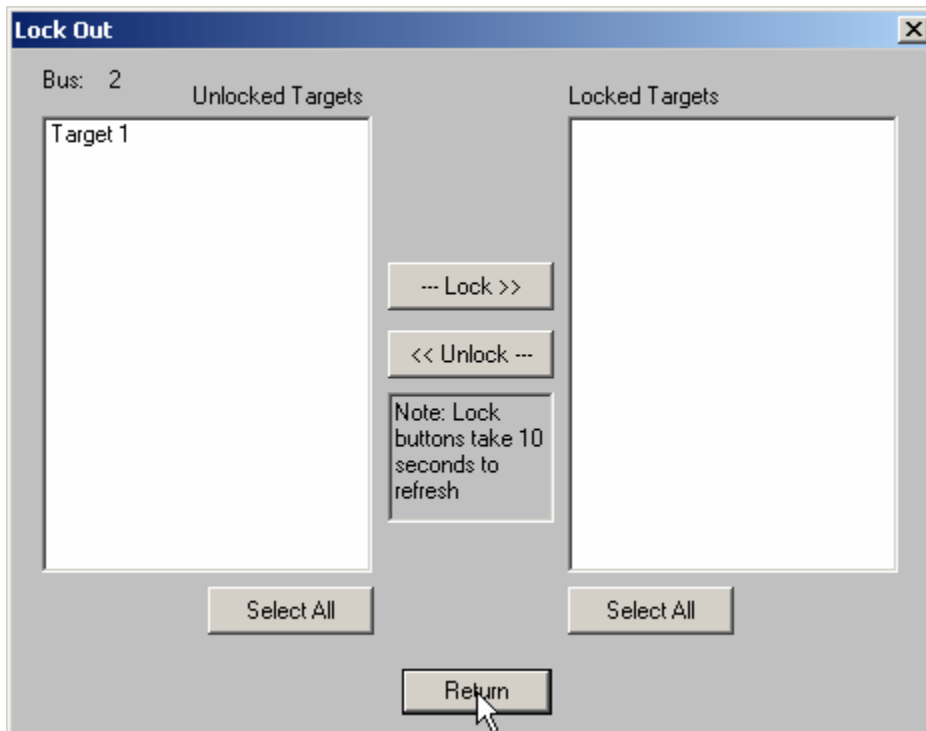 Lock Out
Bus: 2
Unlocked Targets
Locked Targets
Target 1
--- Lock >>
<< Unlock ---
Note: Lock
buttons take 10
seconds to
refresh
Select All
Select All
Return